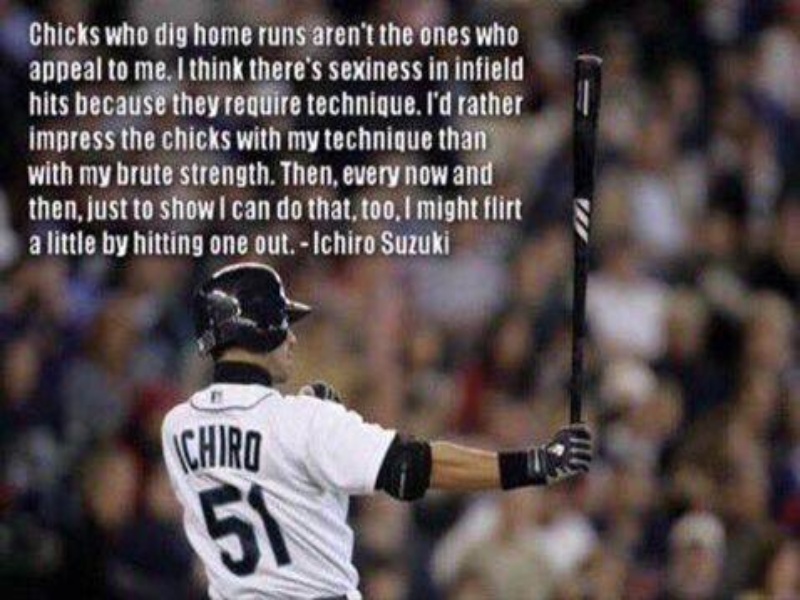 Chicks who dig home runs aren't the ones who
appeal to me. I think there's sexiness in infield
hits because they require technique. I'd rather
impress the chicks with my technique than
with my brute strength. Then, every now and
then, just to show I can do that, too, I might flirt
a little by hitting one out. - Ichiro Suzuki
ICHIRO
51